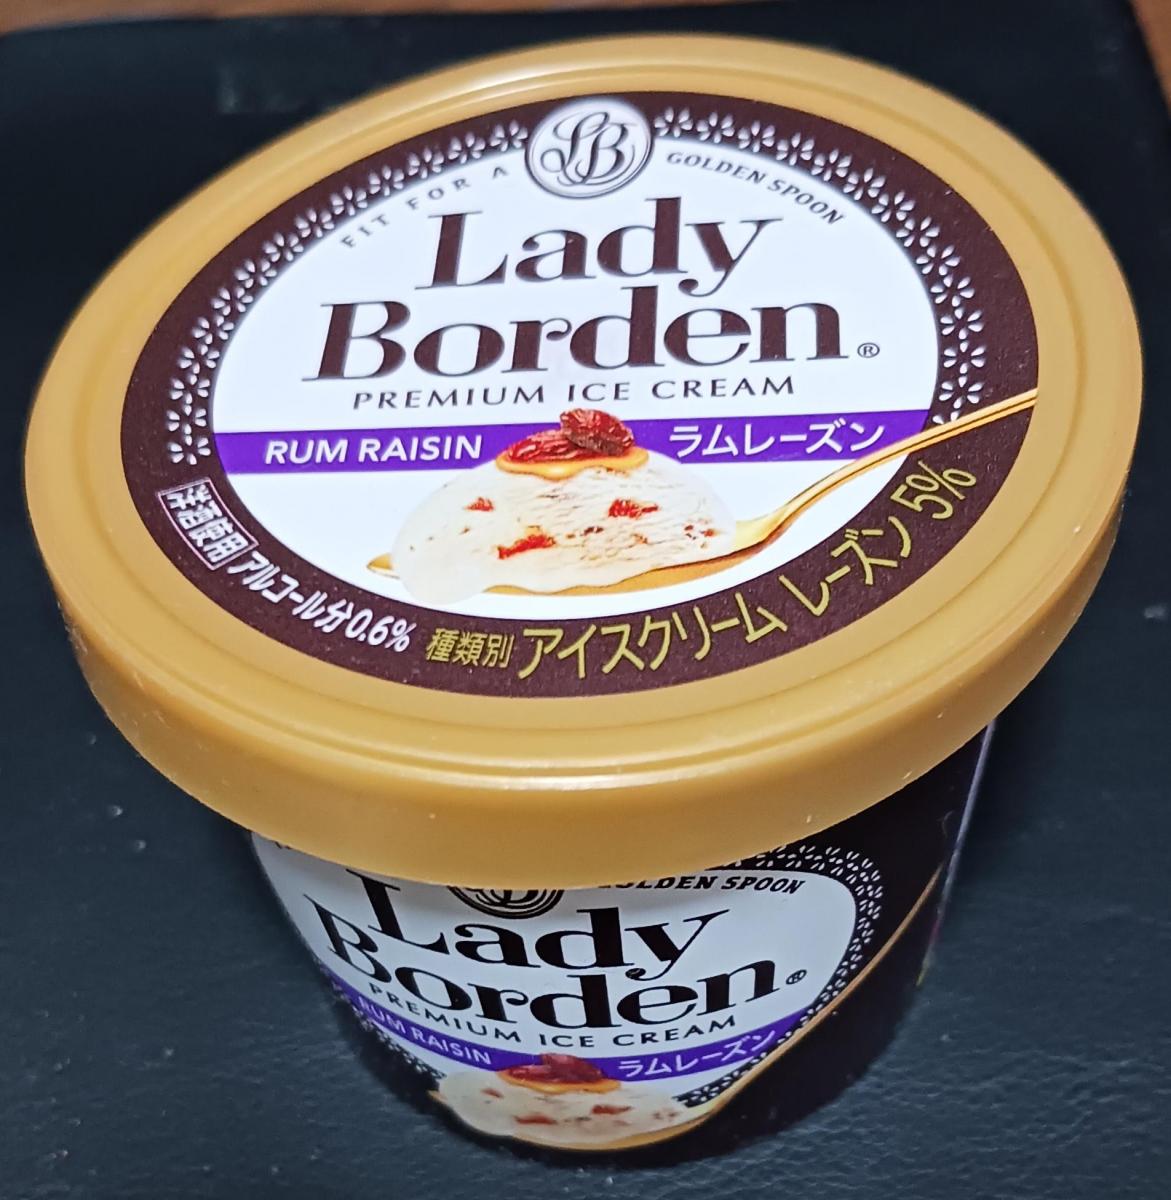 LB
FIT FOR A GOLDEN SPOON
Lady
Borden®
PREMIUM ICE CREAM
RUM RAISIN ラムレーズン
洋酒使用 アルコール分0.6% 種類別 アイスクリーム レーズン 5%
GOLDEN SPOON
Lady
Borden®
PREMIUM ICE CREAM
RUM RAISIN ラムレーズン